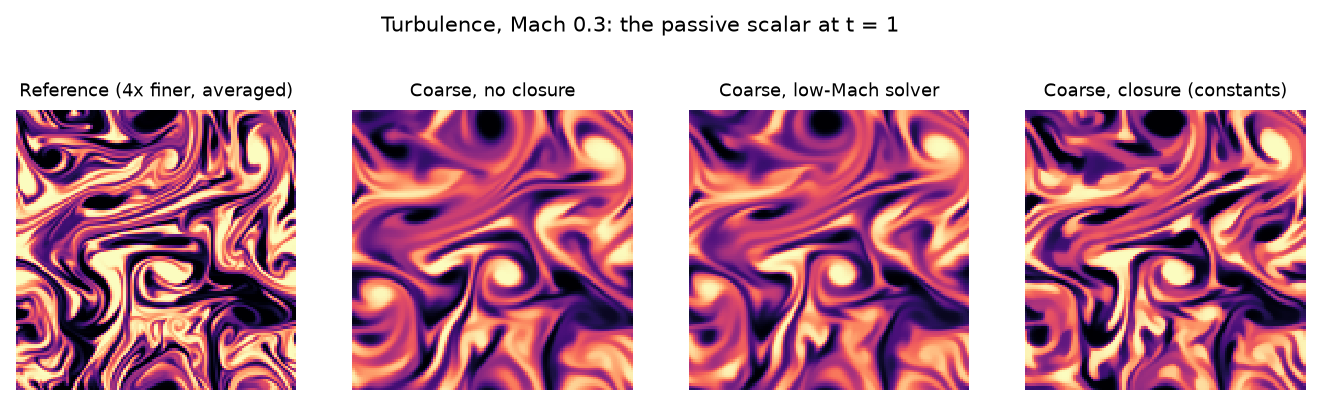 Turbulence, Mach 0.3: the passive scalar at t = 1
Reference (4x finer, averaged)
Coarse, no closure
Coarse, low-Mach solver
Coarse, closure (constants)